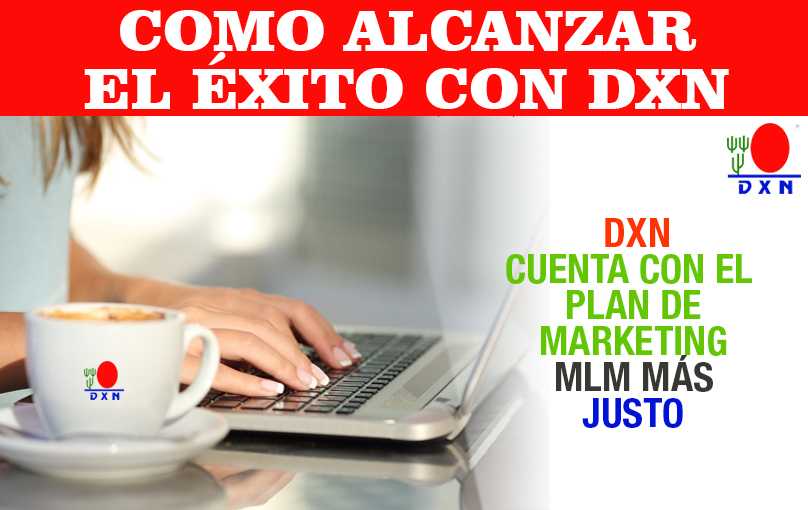 COMO ALCANZAR
EL ÉXITO CON DXN
DXN
DXN
CUENTA CON EL
PLAN DE
MARKETING
MLM MÁS
JUSTO
DXN